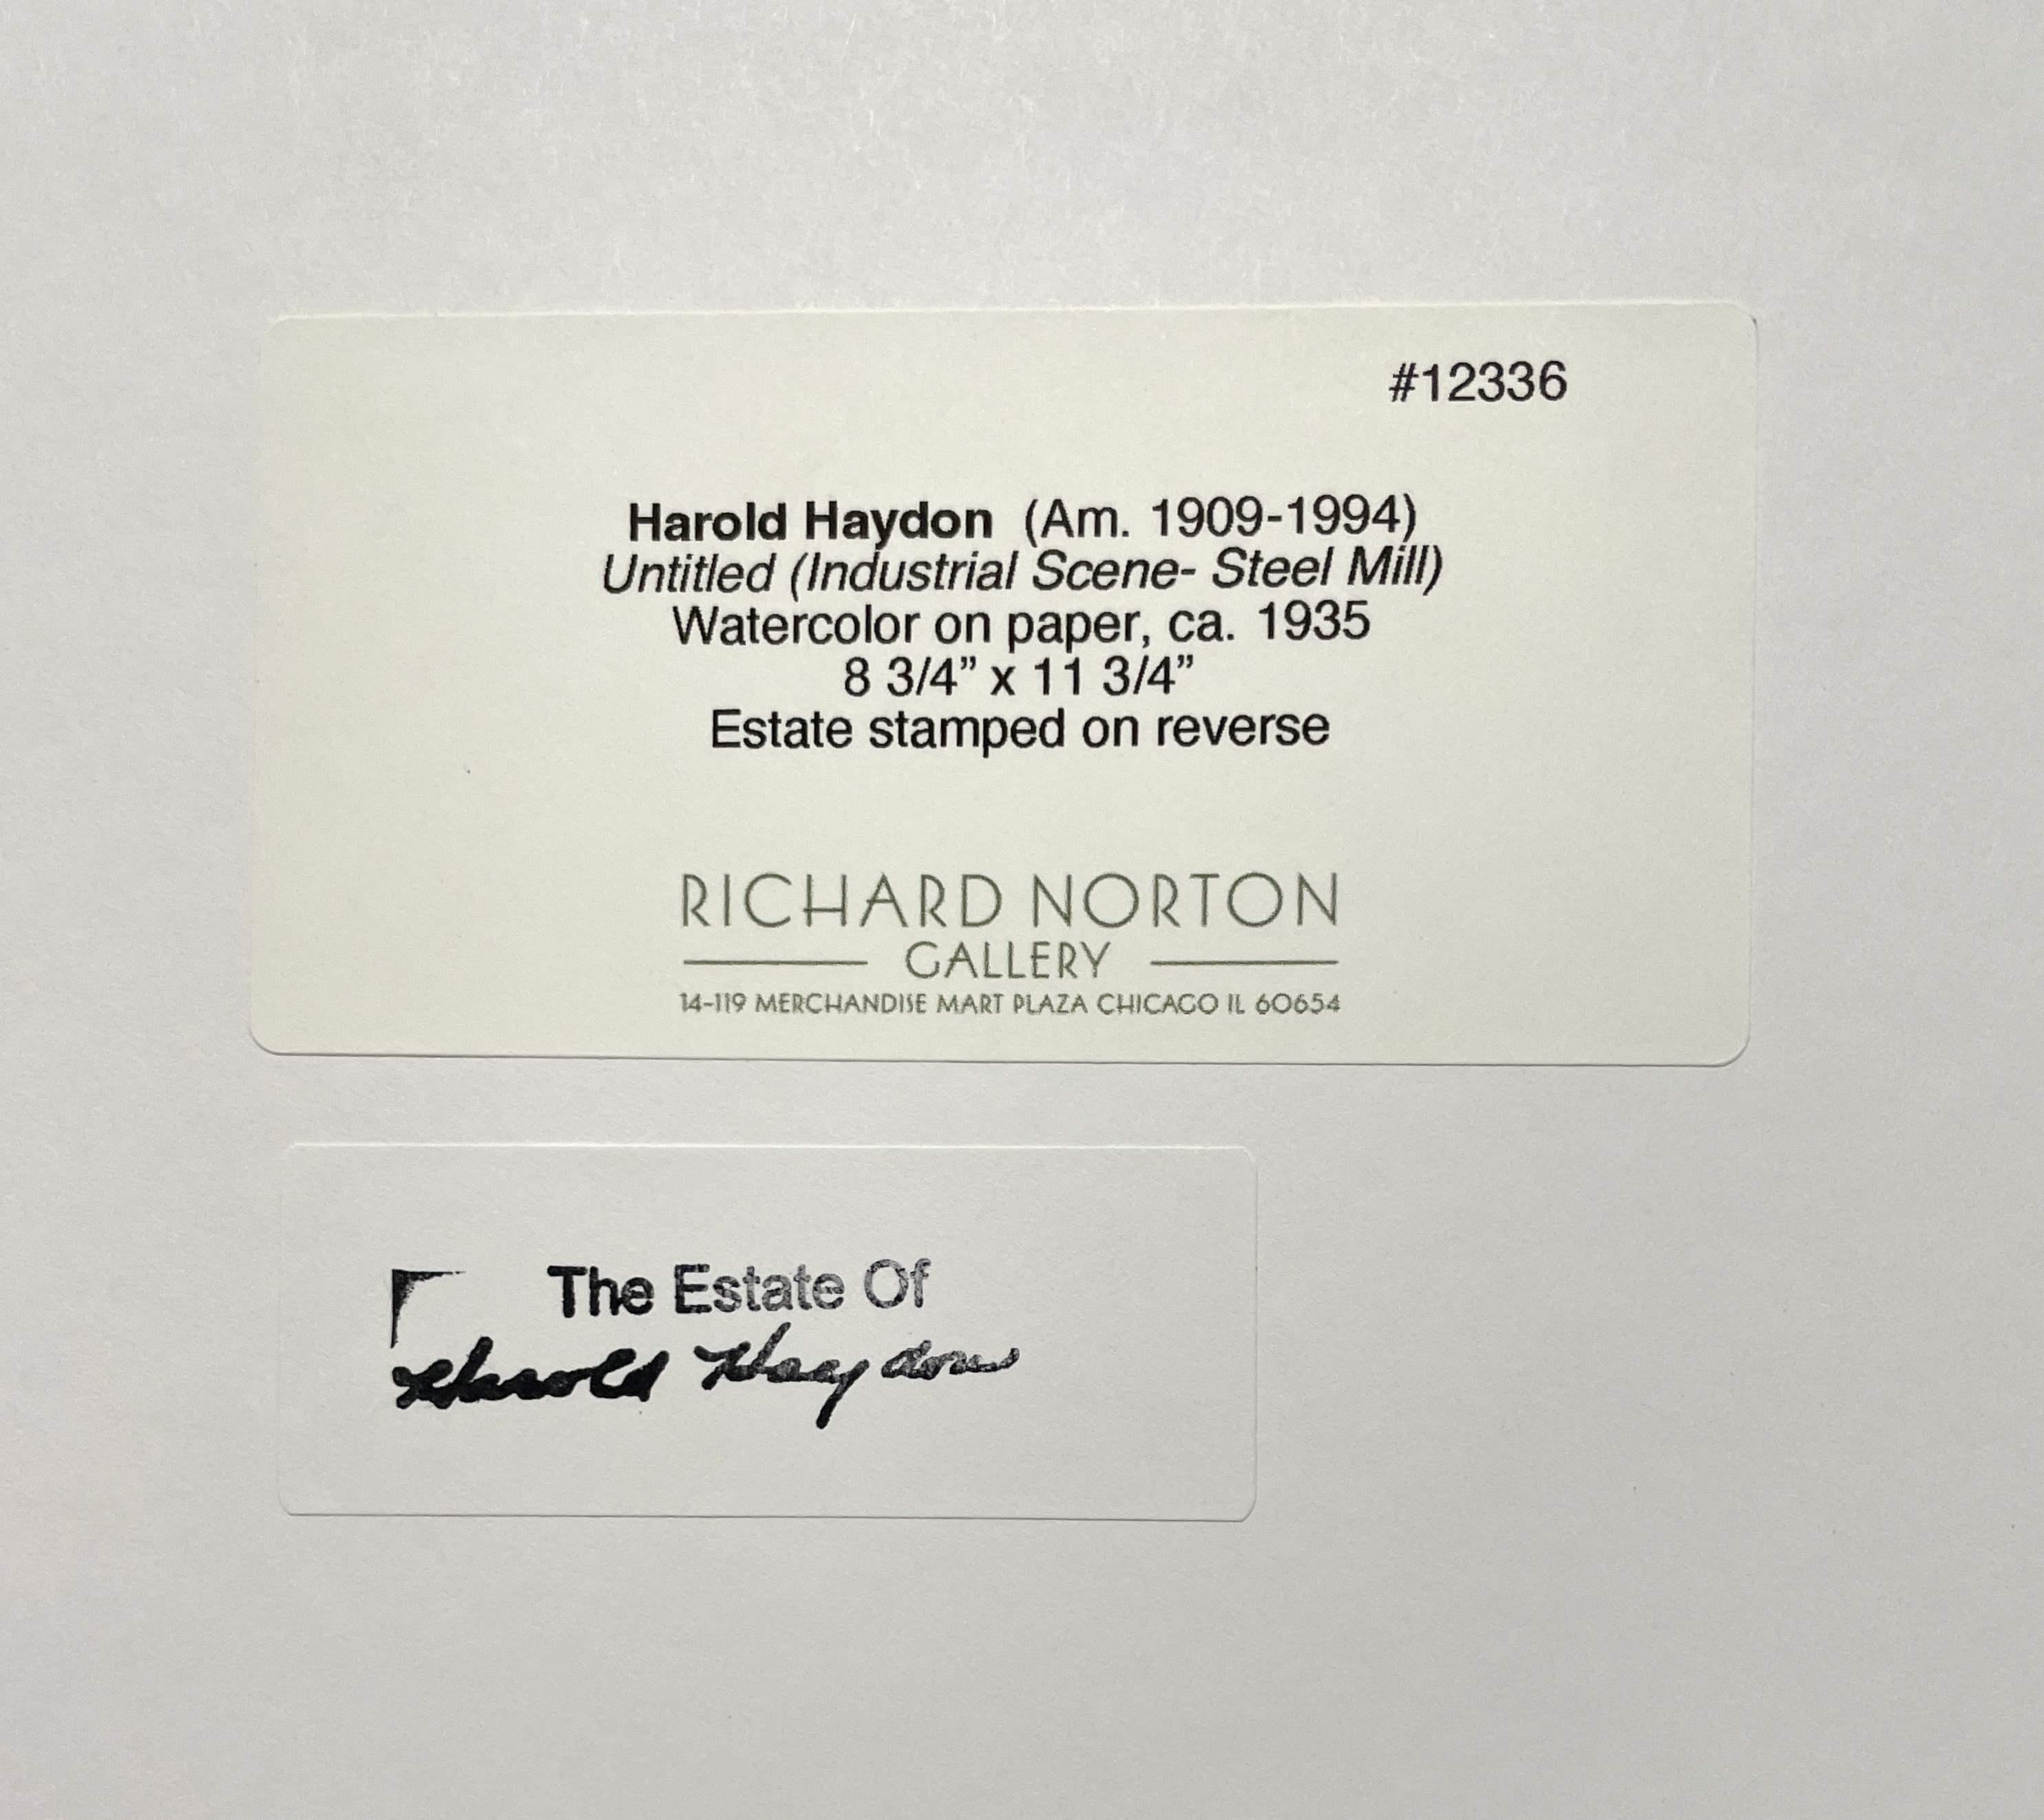 #12336
Harold Haydon (Am. 1909-1994)
Untitled (Industrial Scene- Steel Mill)
Watercolor on paper, ca. 1935
8 3/4” x 11 3/4”
Estate stamped on reverse
RICHARD NORTON
GALLERY
14-119 MERCHANDISE MART PLAZA CHICAGO IL 60654
The Estate Of
Harold Haydon